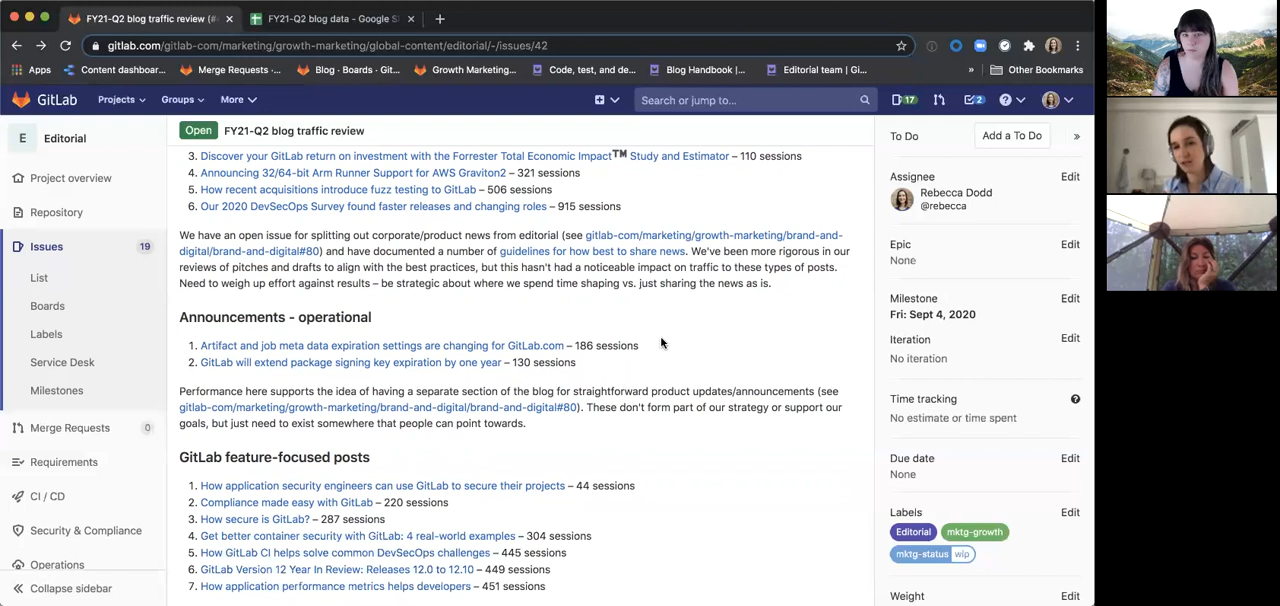 FY21-Q2 blog traffic review (#4
FY21-Q2 blog data - Google S
gitlab.com/gitlab-com/marketing/growth-marketing/global-content/editorial/-/issues/42
Apps
Content dashboar...
Merge Requests ·...
Blog · Boards · Git...
Growth Marketing...
Code, test, and de...
Blog Handbook |...
Editorial team | Gi...
»
Other Bookmarks
GitLab
Projects
Groups
More
Search or jump to...
17
2
E
Editorial
Project overview
Repository
Issues
19
List
Boards
Labels
Service Desk
Milestones
Merge Requests
0
Requirements
CI / CD
Security & Compliance
Operations
Collapse sidebar
Open FY21-Q2 blog traffic review
3. Discover your GitLab return on investment with the Forrester Total Economic Impact™ Study and Estimator – 110 sessions
4. Announcing 32/64-bit Arm Runner Support for AWS Graviton2 – 321 sessions
5. How recent acquisitions introduce fuzz testing to GitLab – 506 sessions
6. Our 2020 DevSecOps Survey found faster releases and changing roles – 915 sessions
We have an open issue for splitting out corporate/product news from editorial (see gitlab-com/marketing/growth-marketing/brand-and-
digital/brand-and-digital#80) and have documented a number of guidelines for how best to share news. We've been more rigorous in our
reviews of pitches and drafts to align with the best practices, but this hasn't had a noticeable impact on traffic to these types of posts.
Need to weigh up effort against results – be strategic about where we spend time shaping vs. just sharing the news as is.
Announcements - operational
1. Artifact and job meta data expiration settings are changing for GitLab.com – 186 sessions
2. GitLab will extend package signing key expiration by one year – 130 sessions
Performance here supports the idea of having a separate section of the blog for straightforward product updates/announcements (see
gitlab-com/marketing/growth-marketing/brand-and-digital/brand-and-digital#80). These don't form part of our strategy or support our
goals, but just need to exist somewhere that people can point towards.
GitLab feature-focused posts
1. How application security engineers can use GitLab to secure their projects – 44 sessions
2. Compliance made easy with GitLab – 220 sessions
3. How secure is GitLab? – 287 sessions
4. Get better container security with GitLab: 4 real-world examples – 304 sessions
5. How GitLab CI helps solve common DevSecOps challenges – 445 sessions
6. GitLab Version 12 Year In Review: Releases 12.0 to 12.10 – 449 sessions
7. How application performance metrics helps developers – 451 sessions
To Do
Add a To Do
»
Assignee
Edit
Rebecca Dodd
@rebecca
Epic
Edit
None
Milestone
Edit
Fri: Sept 4, 2020
Iteration
Edit
No iteration
Time tracking
No estimate or time spent
Due date
Edit
None
Labels
Edit
Editorial
mktg-growth
mktg-status wip
Weight
Edit